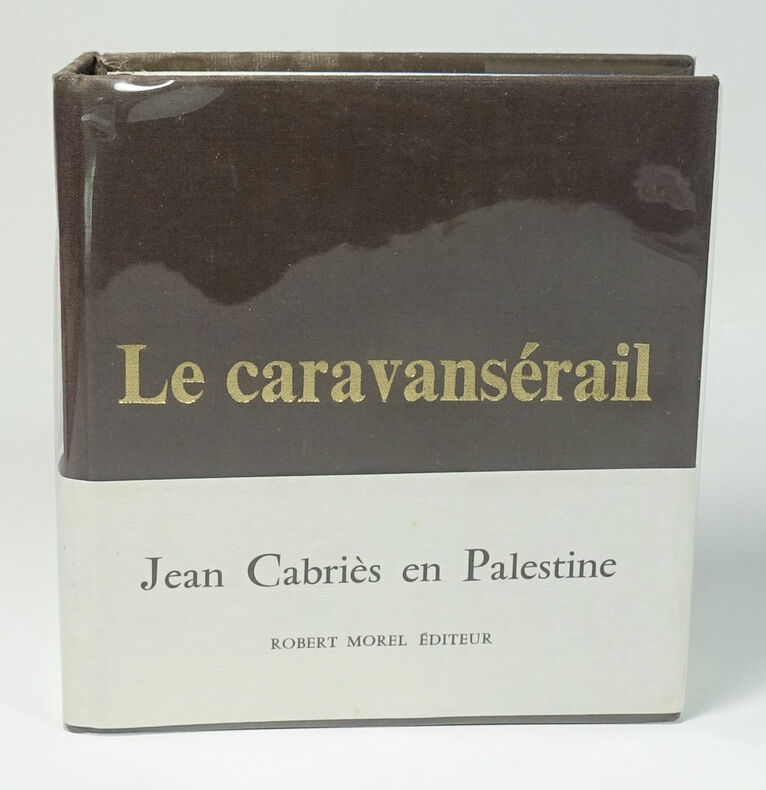 Le caravansérail
Jean Cabriès en Palestine
ROBERT MOREL ÉDITEUR